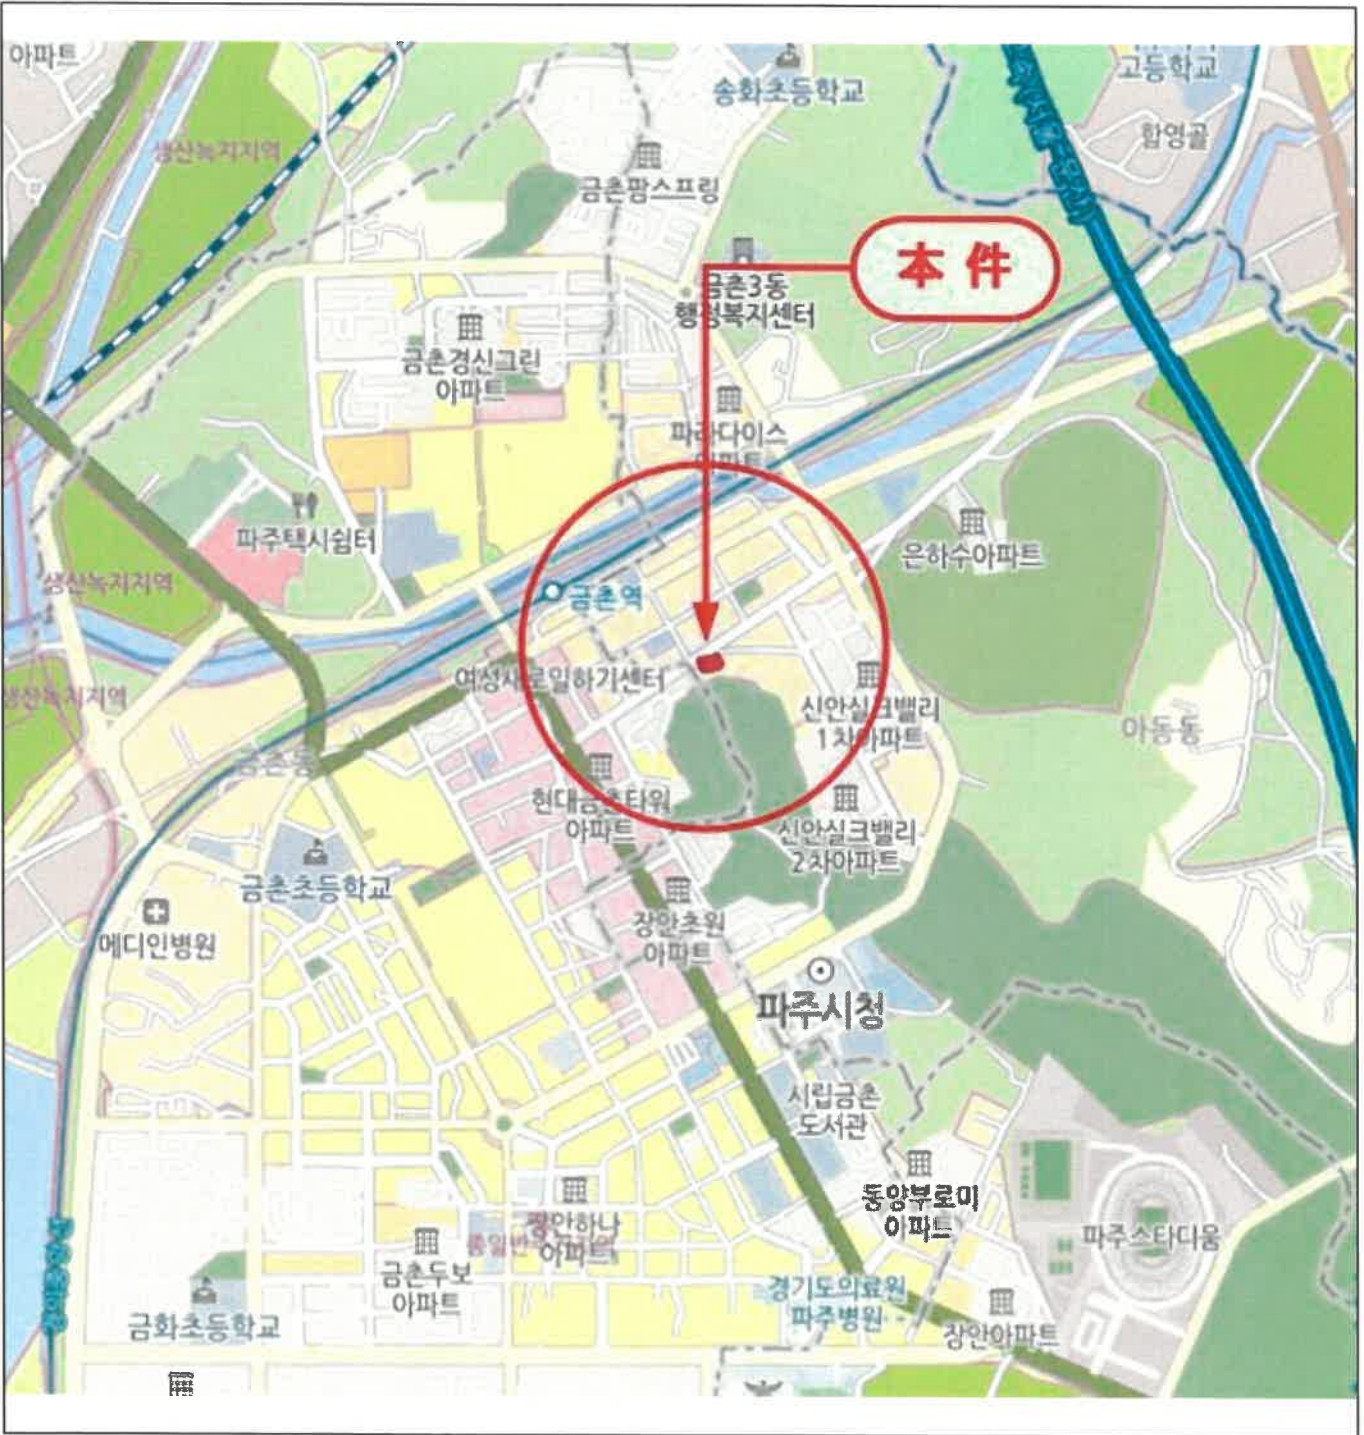 아파트
송화초등학교
고등학교
함영골
생산녹지지역
금촌팜스프링
本件
금촌3동
행정복지센터
금촌경신그린
아파트
파라다이스
아파트
파주택시쉼터
은하수아파트
생산녹지지역
금촌역
여성새로일하기센터
생산녹지지역
신안실크밸리
1차아파트
아동동
금촌동
현대금촌타워
아파트
신안실크밸리
2차아파트
금촌초등학교
장안초원
아파트
메디인병원
파주시청
시립금촌
도서관
동양부로미
아파트
장안하나
아파트
파주스타디움
금촌두보
아파트
경기도의료원
파주병원
금화초등학교
장안아파트